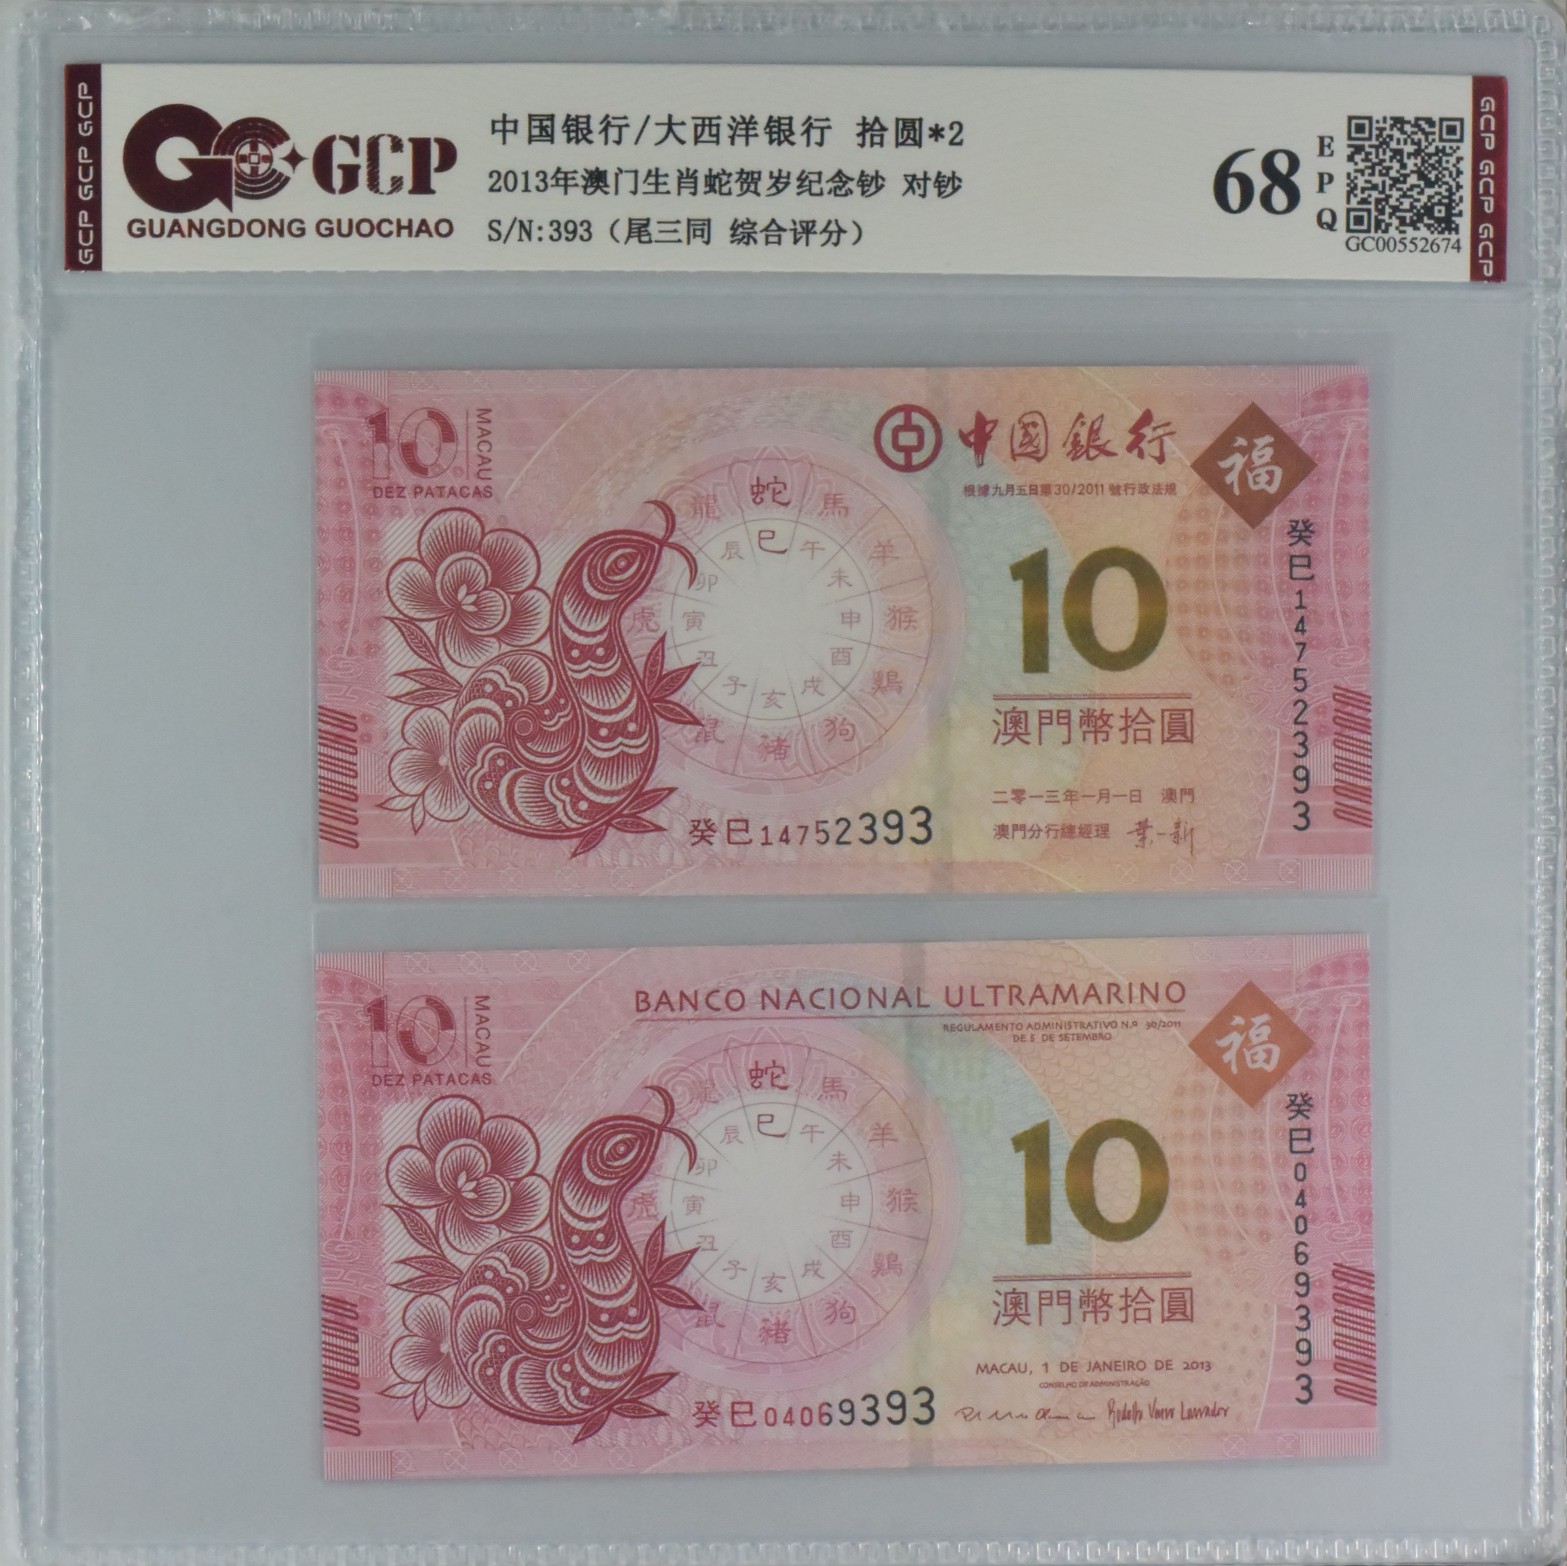 GCP GCP GCP
GCP
GUANGDONG GUOCHAO
中国银行/大西洋银行 拾圆*2
2013年澳门生肖蛇贺岁纪念钞 对钞
S/N:393（尾三同 综合评分）
68
EPQ
GC00552674
GCP GCP GCP GCP
10
MACAU
DEZ PATACAS
中國銀行
根據九月五日第30/2011號行政法規
福
蛇 馬 羊 猴 鷄 狗 豬 鼠 虎 龍
巳 午 未 申 酉 戌 亥 子 丑 寅 卯 辰
10
澳門幣拾圓
二零一三年一月一日 澳門
澳門分行總經理 葉一新
癸巳14752393
癸巳14752393
10
MACAU
DEZ PATACAS
BANCO NACIONAL ULTRAMARINO
REGULAMENTO ADMINISTRATIVO N.º 30/2011
DE 5 DE SETEMBRO
福
蛇 馬 羊 猴 鷄 狗 豬 鼠 虎 龍
巳 午 未 申 酉 戌 亥 子 丑 寅 卯 辰
10
澳門幣拾圓
MACAU, 1 DE JANEIRO DE 2013
CONSELHO DE ADMINISTRAÇÃO
癸巳04069393
癸巳04069393